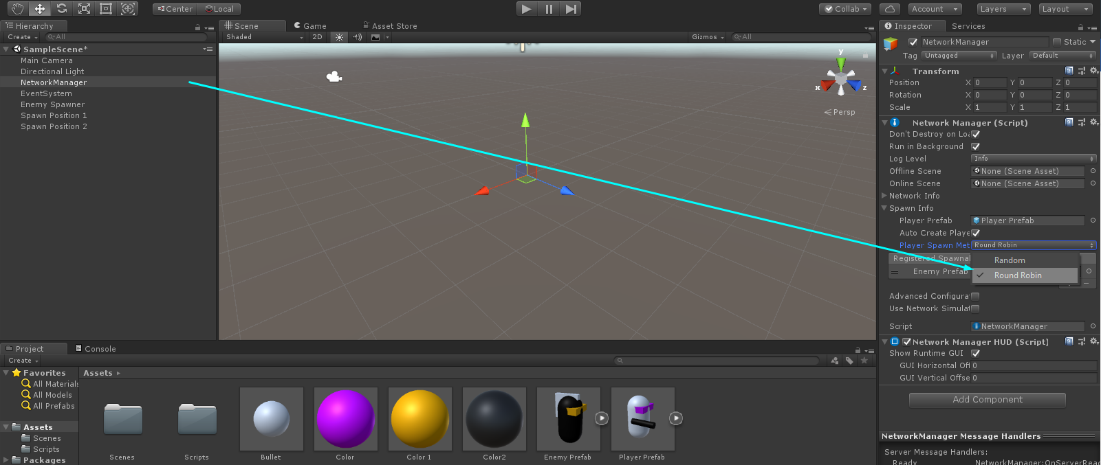 Center Local Collab Account Layers Layout
Hierarchy
Create All
SampleScene*
Main Camera
Directional Light
NetworkManager
EventSystem
Enemy Spawner
Spawn Position 1
Spawn Position 2
Scene Game Asset Store
Shaded 2D Gizmos All
y
x z
Persp
Inspector Services
NetworkManager Static
Tag Untagged Layer Default
Transform
Position X 0 Y 0 Z 0
Rotation X 0 Y 0 Z 0
Scale X 1 Y 1 Z 1
Network Manager (Script)
Don't Destroy on Loa
Run in Background
Log Level Info
Offline Scene None (Scene Asset)
Online Scene None (Scene Asset)
Network Info
Spawn Info
Player Prefab Player Prefab
Auto Create Playe
Player Spawn Met Round Robin
Registered Spawnal
Random
Enemy Prefab
Round Robin
Advanced Configurat
Use Network Simulat
Script NetworkManager
Network Manager HUD (Script)
Show Runtime GUI
GUI Horizontal Off 0
GUI Vertical Offse 0
Add Component
NetworkManager Message Handlers
Server Message Handlers:
Ready NetworkManager:OnServerRead
Project Console
Create
Favorites
All Materials
All Models
All Prefabs
Assets
Scenes
Scripts
Packages
Assets
Scenes Scripts Bullet Color Color 1 Color2 Enemy Prefab Player Prefab